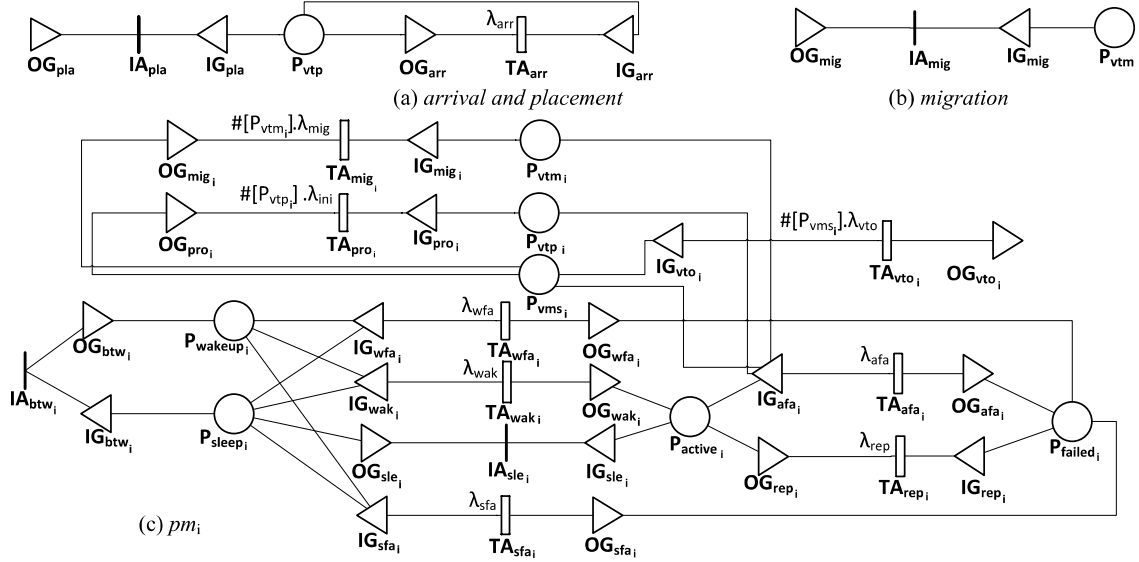 λarr
OGpla IApla IGpla Pvtp OGarr TAarr IGarr
(a) arrival and placement
OGmig IAmig IGmig Pvtm
(b) migration
#[Pvtmi].λmig
OGmigi TAmigi IGmigi Pvtmi
#[Pvtpi] .λini
OGproi TAproi IGproi Pvtpi
#[Pvmsi].λvto
IGvtoi TAvtoi OGvtoi
Pvmsi
λwfa
OGbtwi Pwakeupi IGwfai TAwfai OGwfai
λafa
IAbtwi IGafai TAafai OGafai
λwak
IGwaki TAwaki OGwaki
IGbtwi Psleepi Pactivei Pfailedi
λrep
OGslei IAslei IGslei OGrepi TArepi IGrepi
λsfa
IGsfai TAsfai OGsfai
(c) pmi